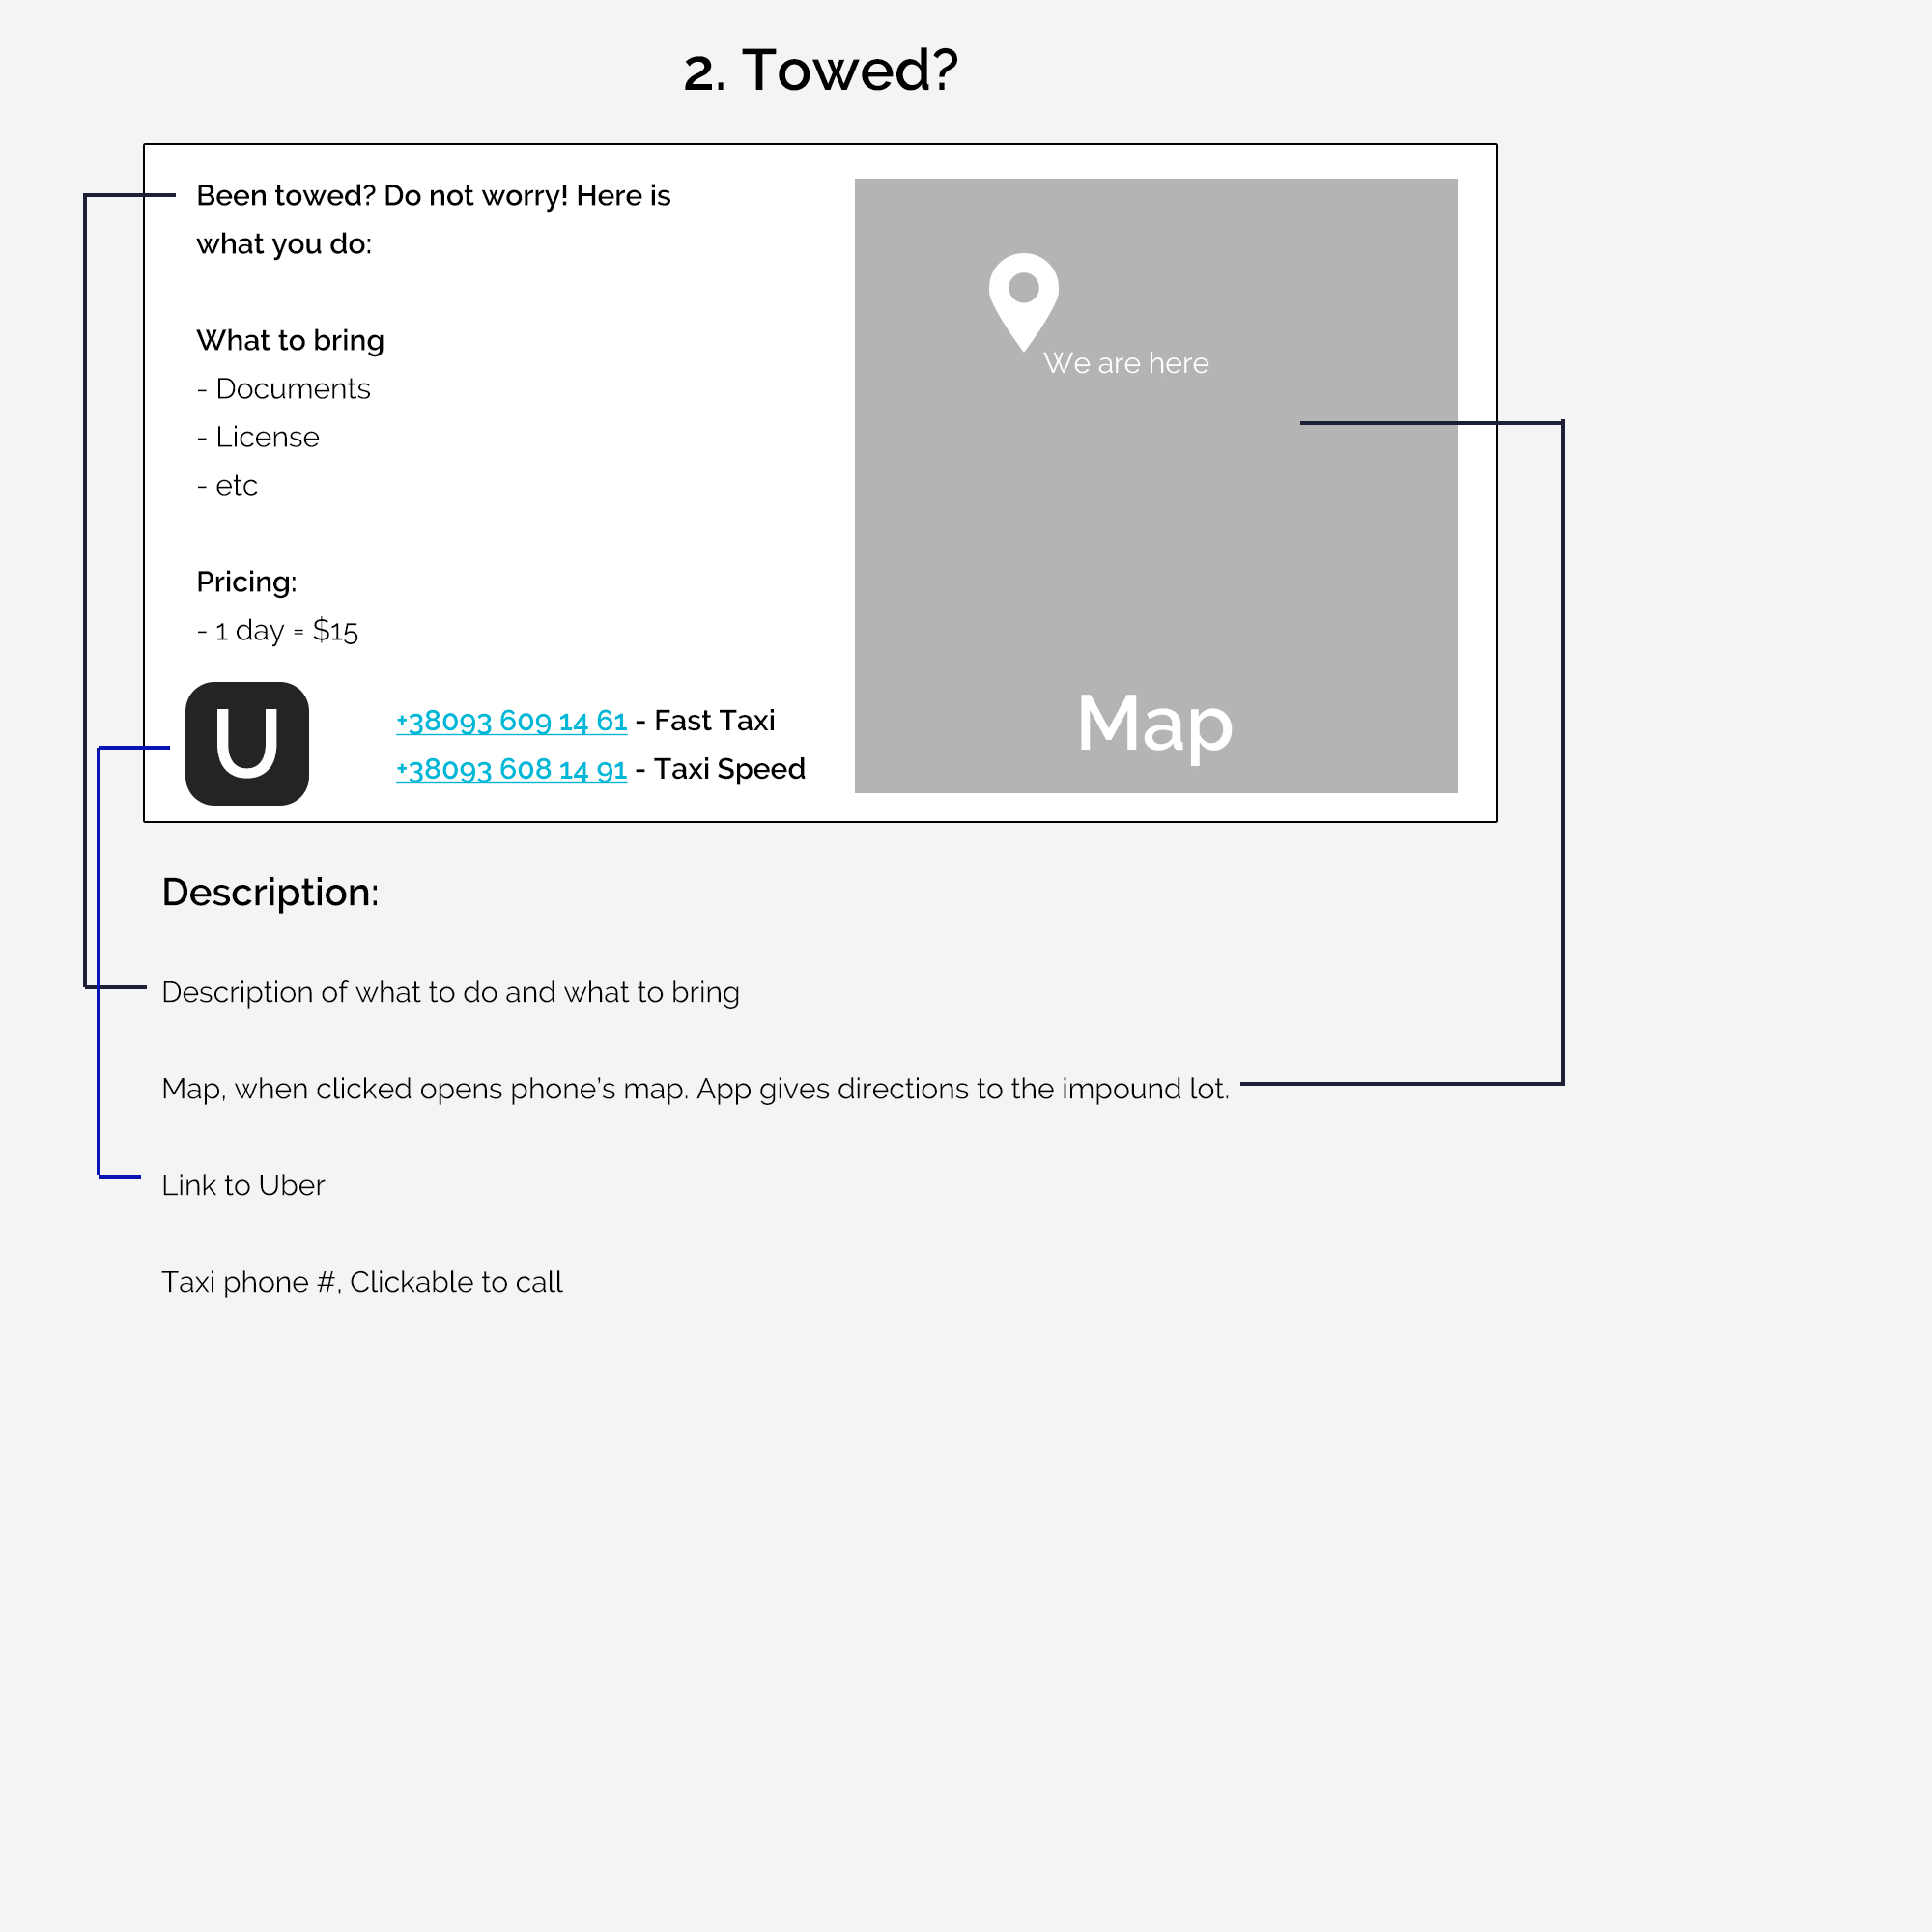 2. Towed?
Been towed? Do not worry! Here is
what you do:
What to bring
- Documents
- License
- etc
Pricing:
- 1 day = $15
U
+38093 609 14 61 - Fast Taxi
+38093 608 14 91 - Taxi Speed
We are here
Map
Description:
Description of what to do and what to bring
Map, when clicked opens phone’s map. App gives directions to the impound lot.
Link to Uber
Taxi phone #, Clickable to call